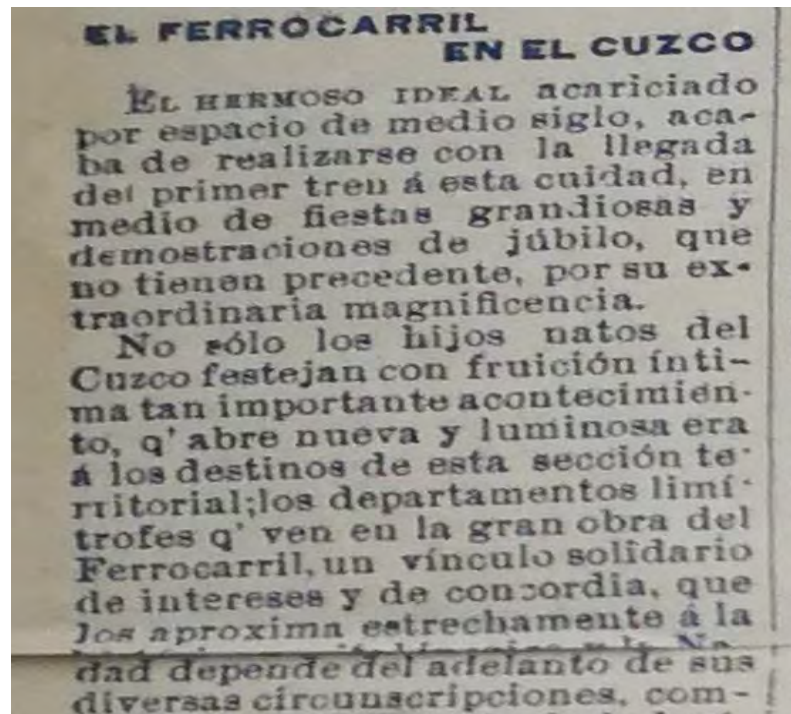 EL FERROCARRIL
EN EL CUZCO
EL HERMOSO IDEAL acariciado
por espacio de medio siglo, aca-
ba de realizarse con la llegada
del primer tren á esta cuidad, en
medio de fiestas grandiosas y
demostraciones de júbilo, que
no tienen precedente, por su ex-
traordinaria magnificencia.
No sólo los hijos natos del
Cuzco festejan con fruición ínti-
ma tan importante acontecimien-
to, q' abre nueva y luminosa era
á los destinos de esta sección te-
rritorial;los departamentos limí-
trofes q' ven en la gran obra del
Ferrocarril, un vínculo solidario
de intereses y de concordia, que
los aproxima estrechamente á la
dad depende del adelanto de sus
diversas circunscripciones, com-